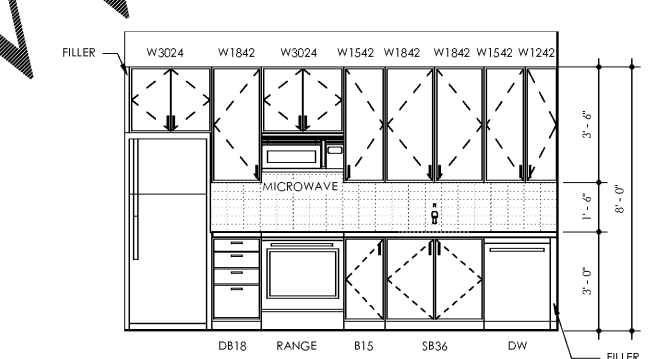 FILLER W3024 W1842 W3024 W1542 W1842 W1842 W1542 W1242
3' - 6"
MICROWAVE
1' - 6"
8' - 0"
3' - 0"
DB18 RANGE B15 SB36 DW
FILLER